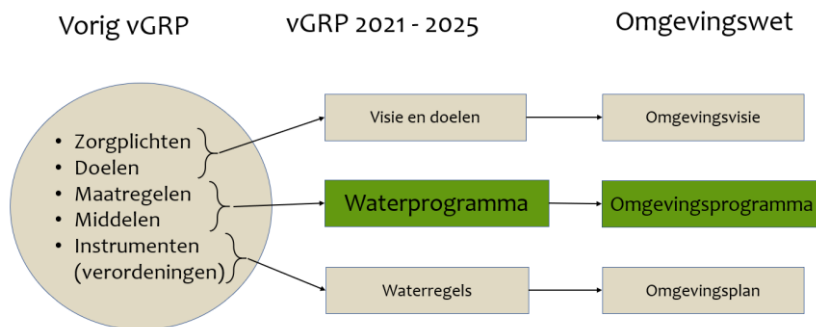 Vorig vGRP
vGRP 2021 - 2025
Omgevingswet
• Zorgplichten
• Doelen
• Maatregelen
• Middelen
• Instrumenten
(verordeningen)
Visie en doelen
Omgevingsvisie
Waterprogramma
Omgevingsprogramma
Waterregels
Omgevingsplan